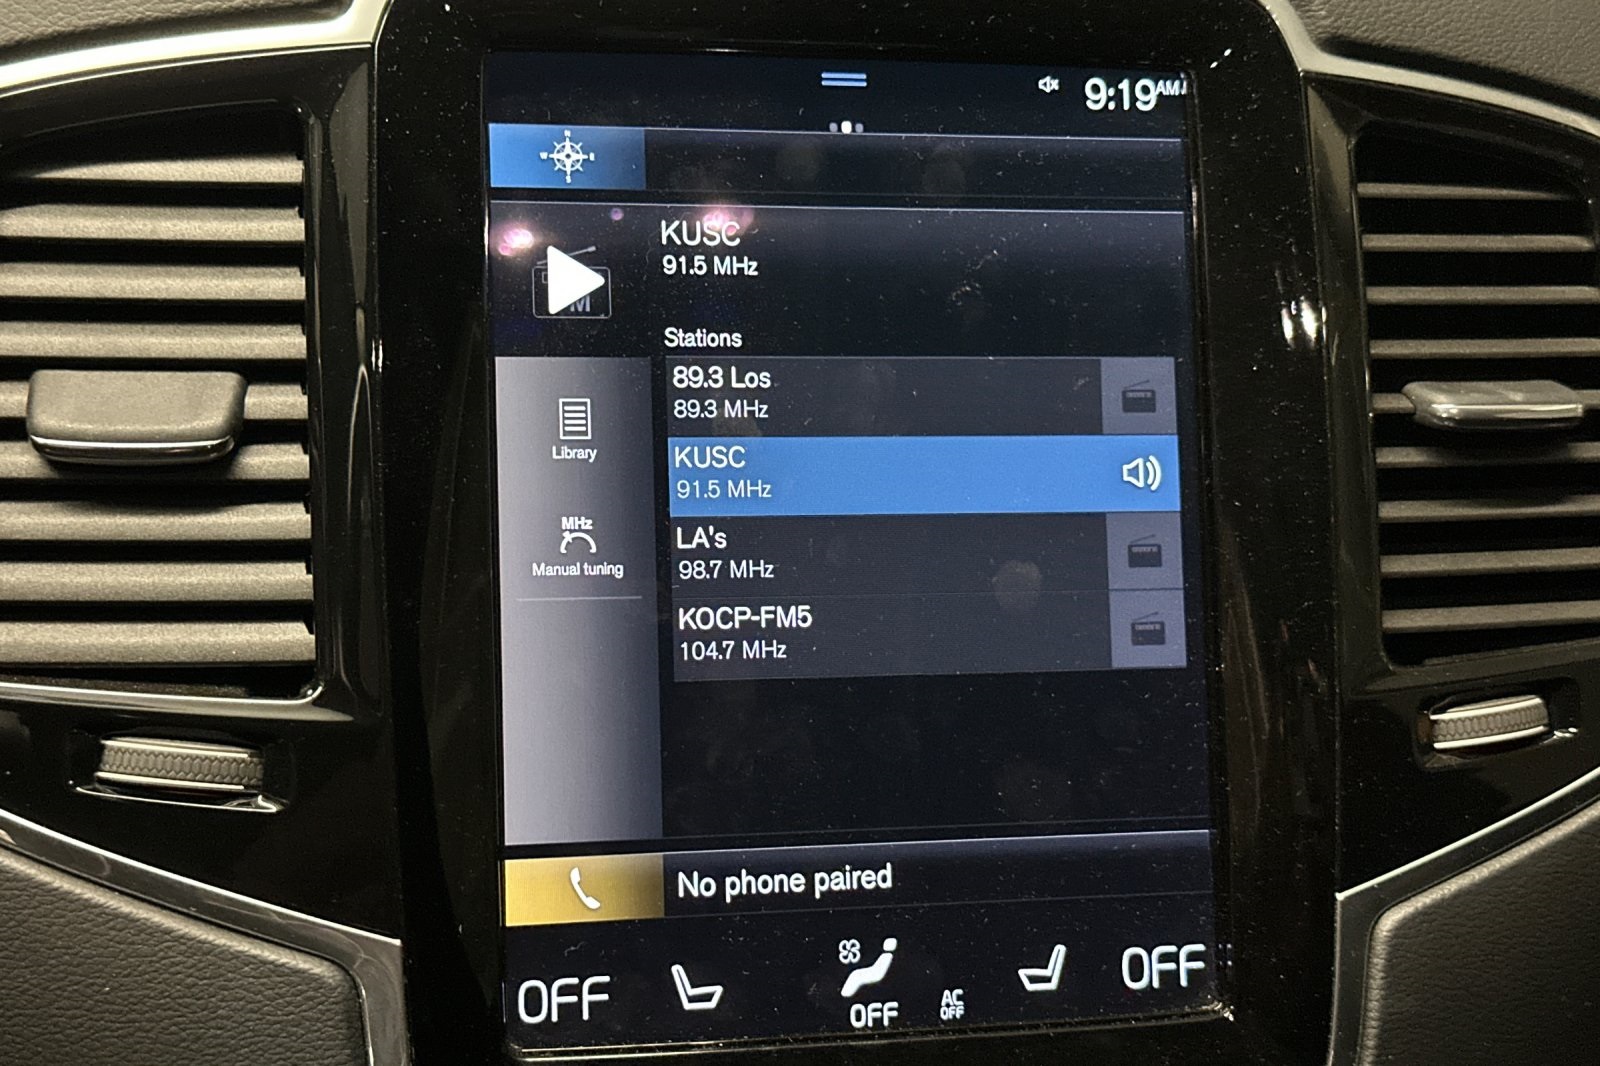 9:19AM
N
W E
S
KUSC
91.5 MHz
Stations
89.3 Los
89.3 MHz
KUSC
91.5 MHz
LA's
98.7 MHz
KOCP-FM5
104.7 MHz
Library
MHz
Manual tuning
No phone paired
OFF
OFF
AC
OFF
OFF